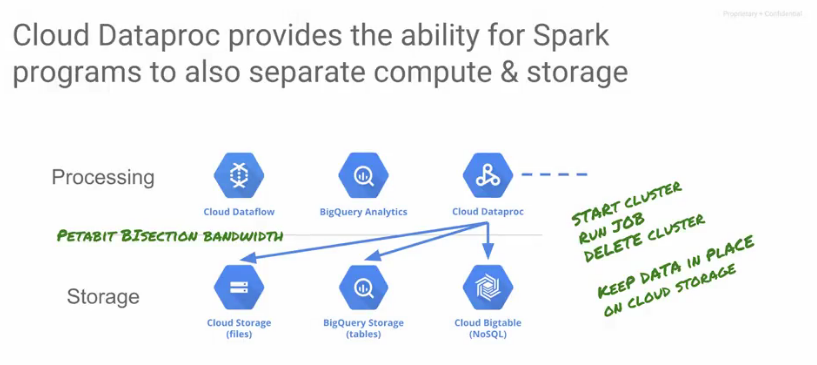 Proprietary + Confidential
Cloud Dataproc provides the ability for Spark
programs to also separate compute & storage
Processing
Cloud Dataflow
BigQuery Analytics
Cloud Dataproc
START CLUSTER
RUN JOB
DELETE CLUSTER
PETABIT BISECTION BANDWIDTH
KEEP DATA IN PLACE
ON CLOUD STORAGE
Storage
Cloud Storage
(files)
BigQuery Storage
(tables)
Cloud Bigtable
(NoSQL)